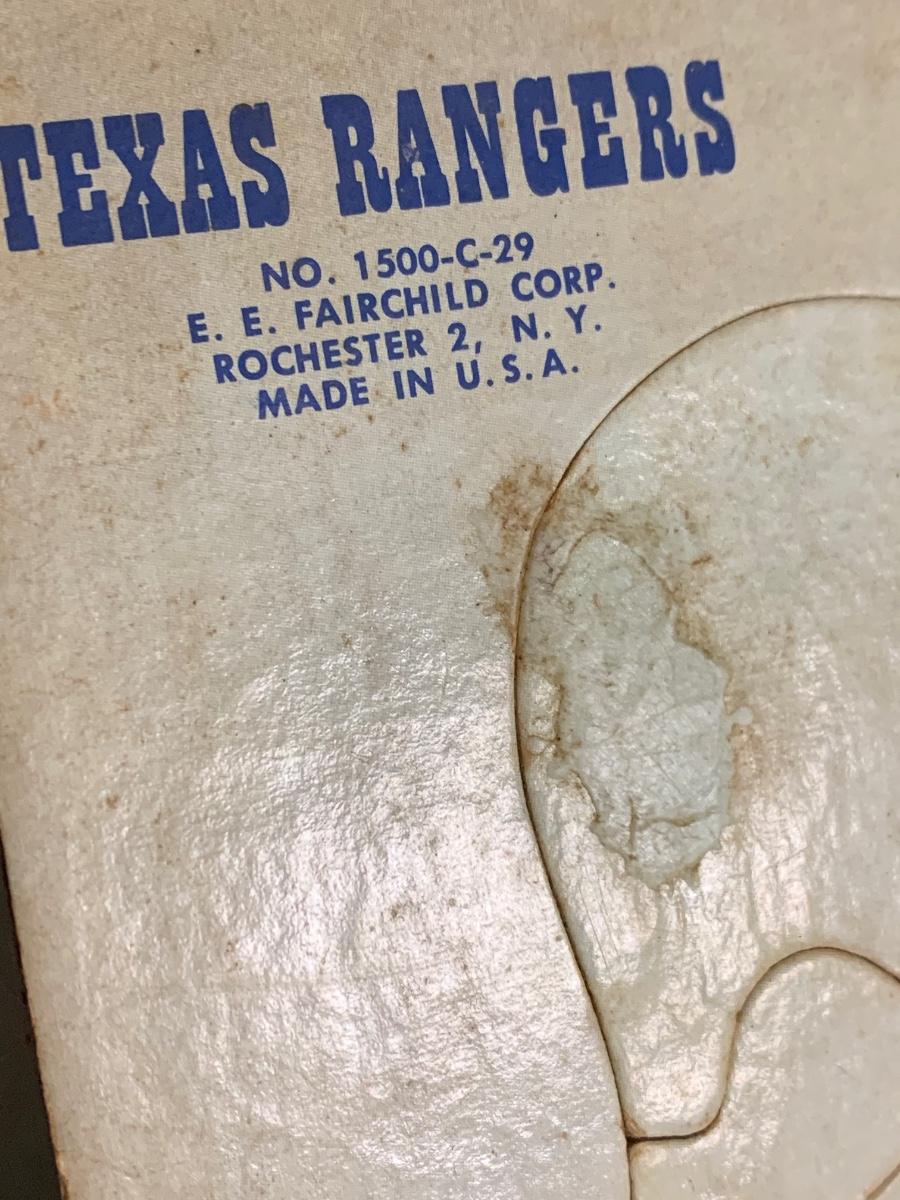 TEXAS RANGERS
NO. 1500-C-29
E. E. FAIRCHILD CORP.
ROCHESTER 2, N. Y.
MADE IN U.S.A.